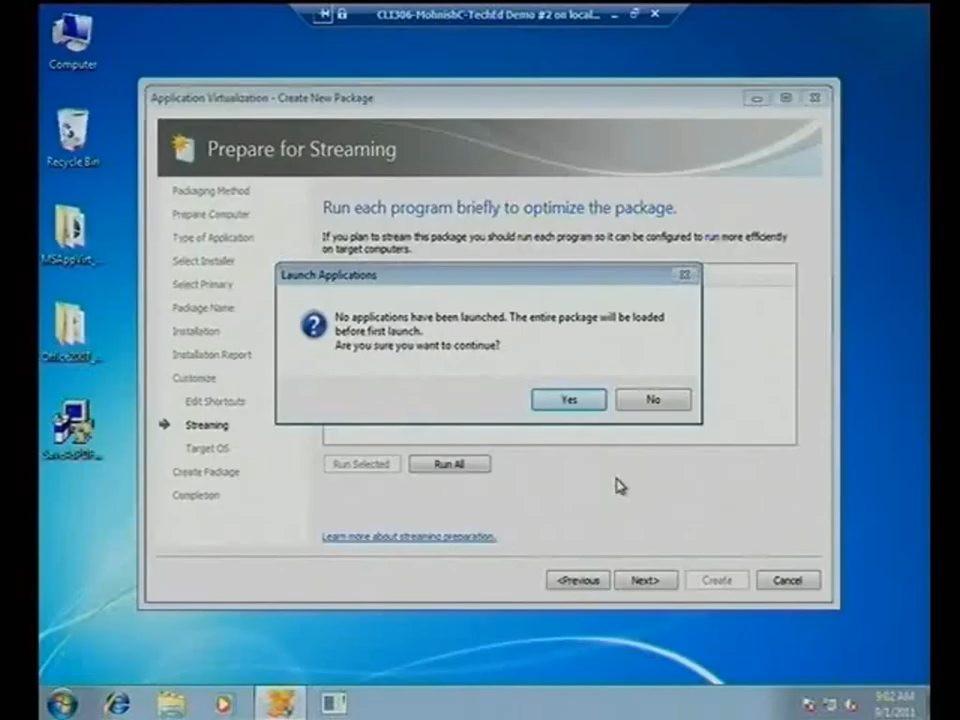 CLI306-MohnishC-TechEd Demo #2 on local...
Computer
Recycle Bin
MSAppVirt_...
Office2007_...
SaveAsPDF...
Application Virtualization - Create New Package
Prepare for Streaming
Packaging Method
Prepare Computer
Type of Application
Select Installer
Select Primary
Package Name
Installation
Installation Report
Customize
Edit Shortcuts
Streaming
Target OS
Create Package
Completion
Run each program briefly to optimize the package.
If you plan to stream this package you should run each program so it can be configured to run more efficiently
on target computers.
Launch Applications
No applications have been launched. The entire package will be loaded
before first launch.
Are you sure you want to continue?
Yes
No
Run Selected
Run All
Learn more about streaming preparation.
<Previous
Next>
Create
Cancel
9:02 AM
9/1/2011